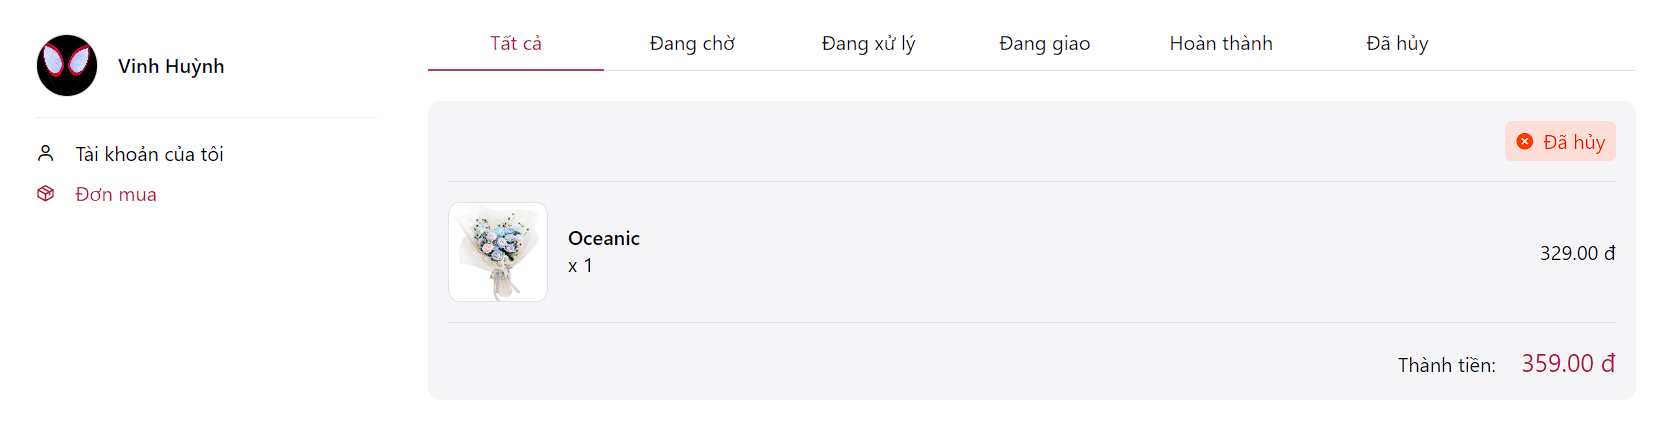 Vinh Huỳnh
Tài khoản của tôi
Đơn mua
Tất cả
Đang chờ
Đang xử lý
Đang giao
Hoàn thành
Đã hủy
Đã hủy
Oceanic
x 1
329.00 đ
Thành tiền: 359.00 đ